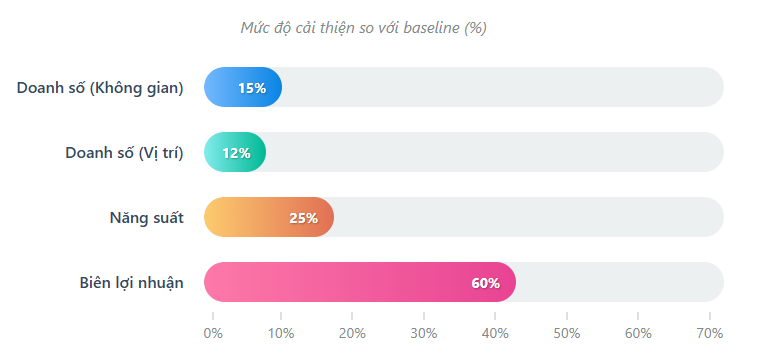 Mức độ cải thiện so với baseline (%)
Doanh số (Không gian) 15%
Doanh số (Vị trí) 12%
Năng suất 25%
Biên lợi nhuận 60%
0% 10% 20% 30% 40% 50% 60% 70%